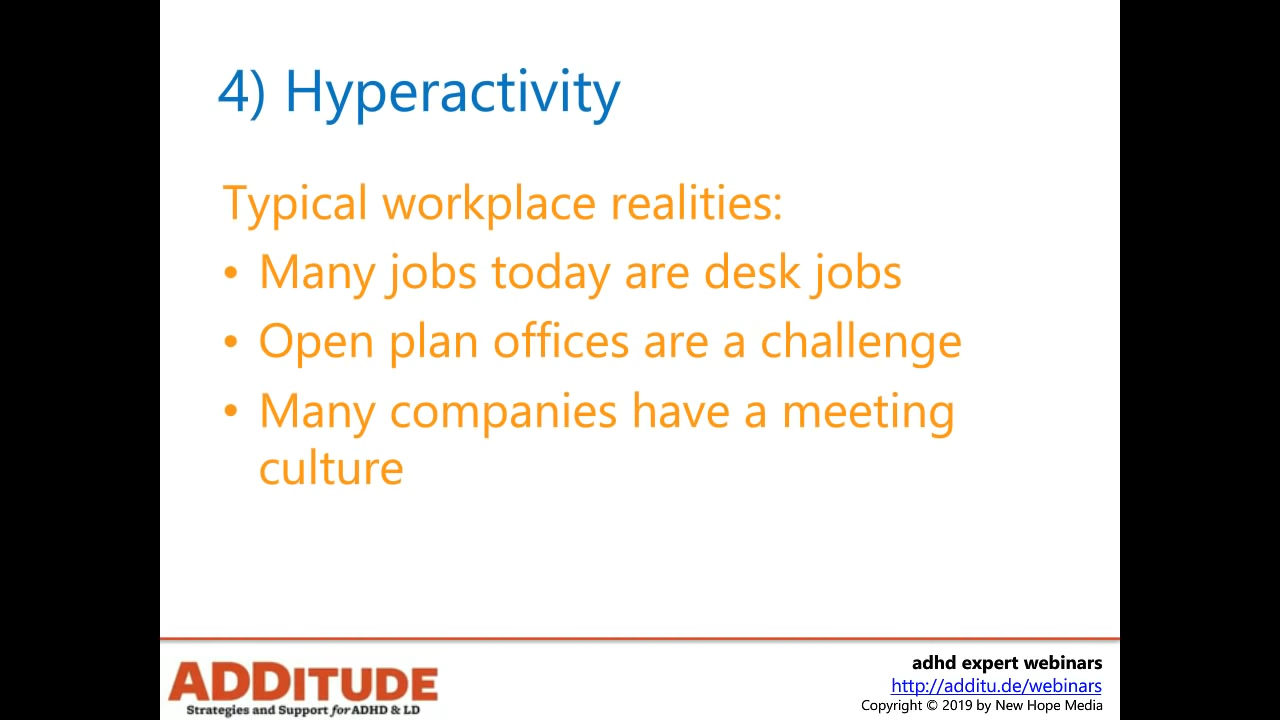 4) Hyperactivity
Typical workplace realities:
• Many jobs today are desk jobs
• Open plan offices are a challenge
• Many companies have a meeting
culture
ADDITUDE
Strategies and Support for ADHD & LD
adhd expert webinars
http://additu.de/webinars
Copyright © 2019 by New Hope Media